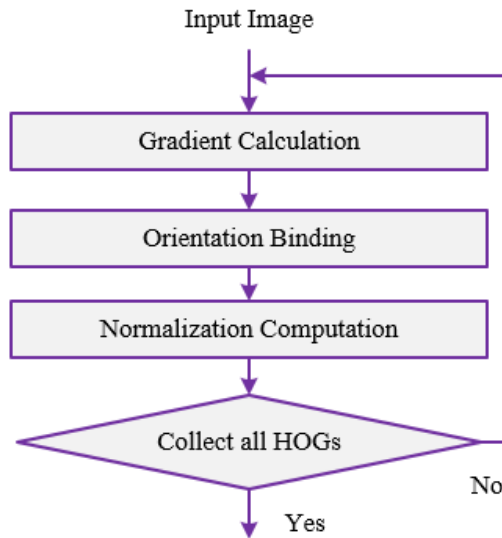 Input Image
Gradient Calculation
Orientation Binding
Normalization Computation
Collect all HOGs
No
Yes